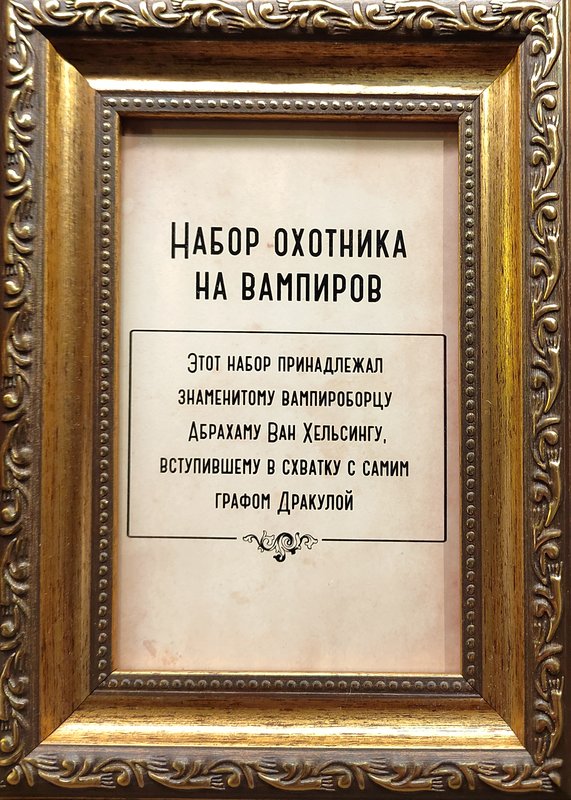 Набор охотника
на вампиров
Этот набор принадлежал
знаменитому вампироборцу
Абрахаму Ван Хельсингу,
вступившему в схватку с самим
графом Дракулой